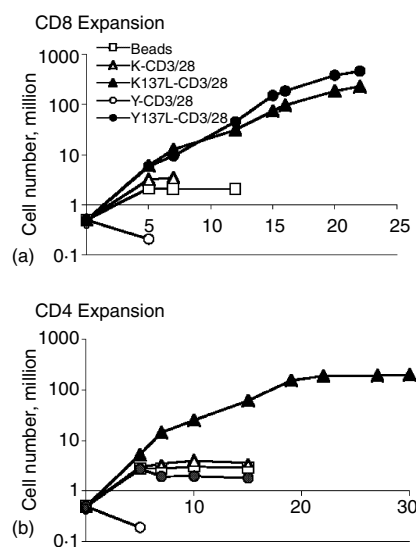 CD8 Expansion
1000
100
10
1
0·1
Cell number, million
Beads
K-CD3/28
K137L-CD3/28
Y-CD3/28
Y137L-CD3/28
0 5 10 15 20 25
(a)
CD4 Expansion
1000
100
10
1
0·1
Cell number, million
0 10 20 30
(b)